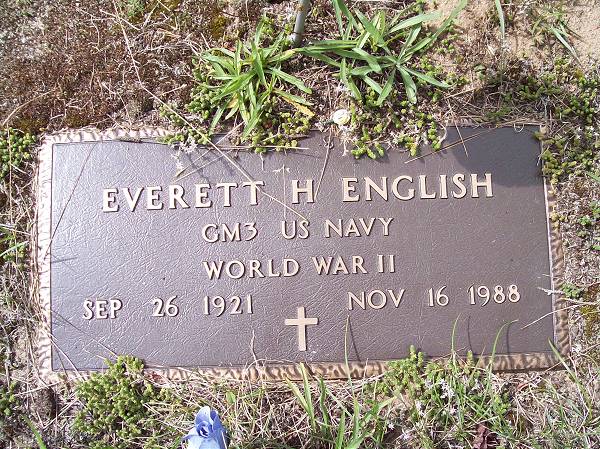 EVERETT H ENGLISH
GM3 US NAVY
WORLD WAR II
SEP 26 1921 NOV 16 1988